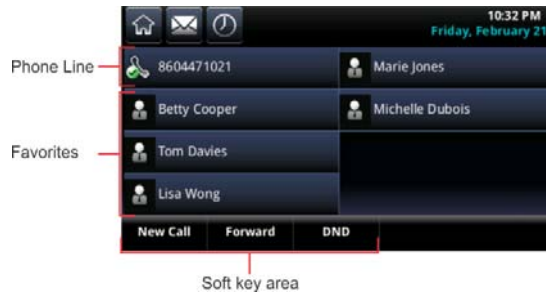 10:32 PM
Friday, February 21
Phone Line
8604471021
Marie Jones
Betty Cooper
Michelle Dubois
Favorites
Tom Davies
Lisa Wong
New Call Forward DND
Soft key area